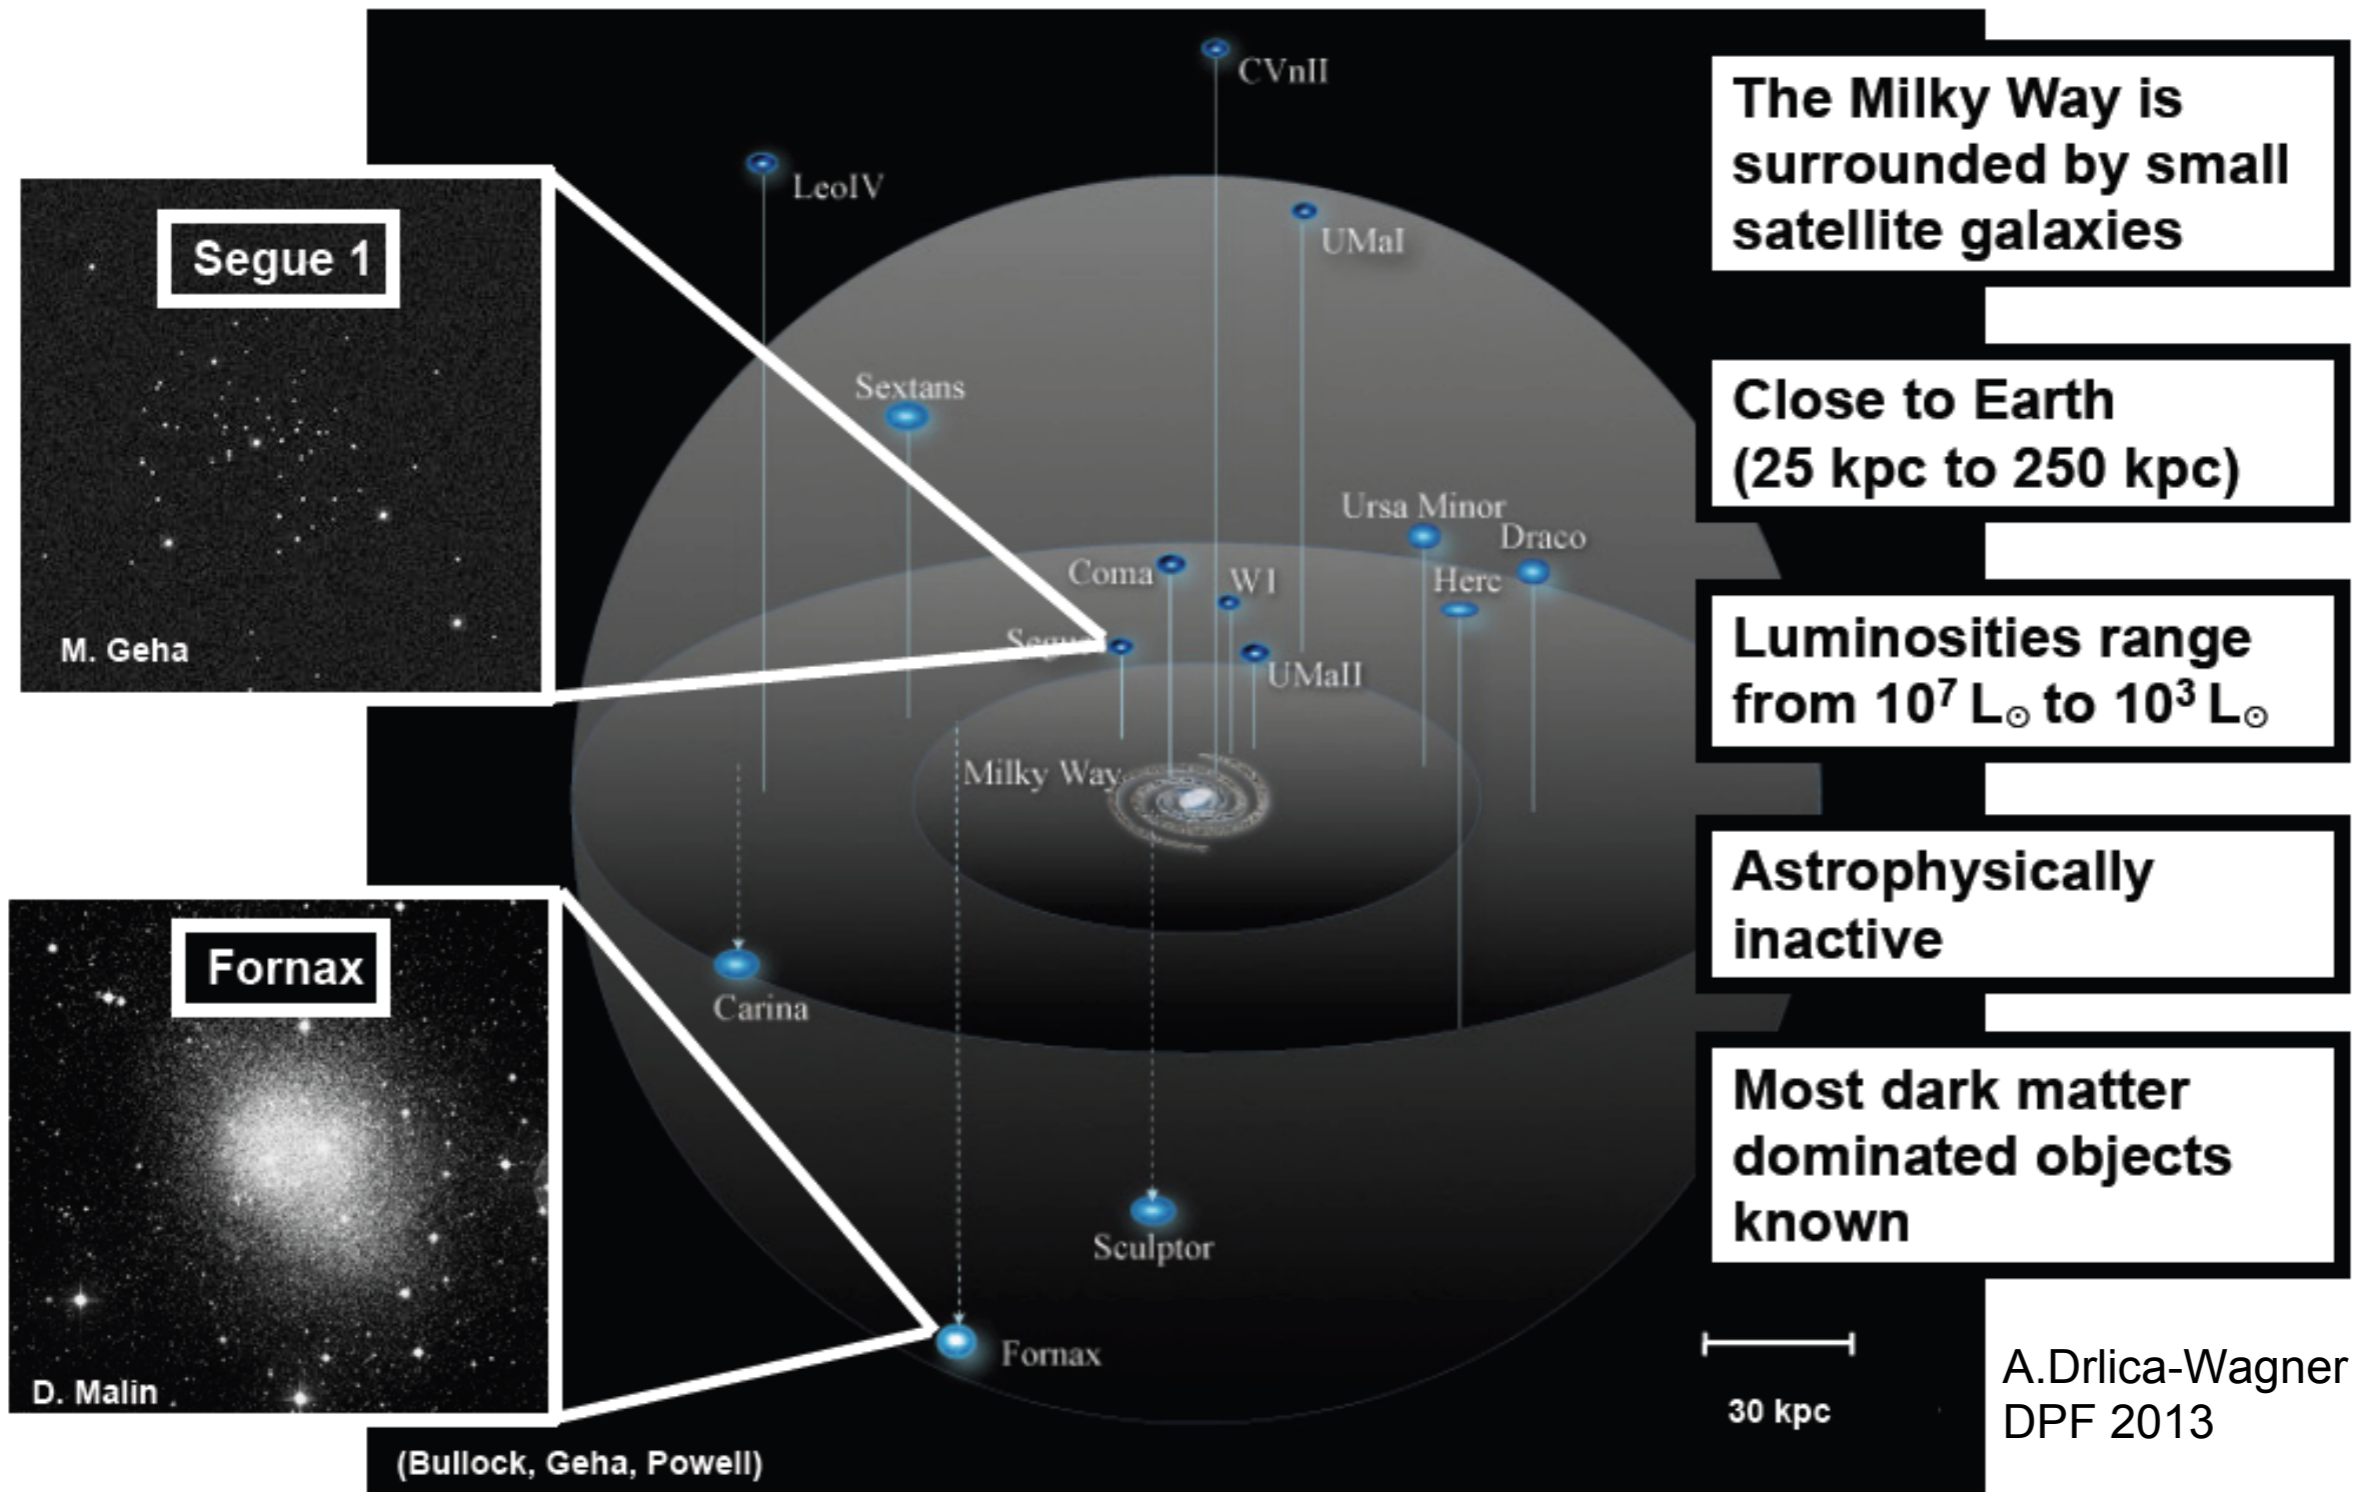 CVnII
LeoIV
UMaI
Segue 1
M. Geha
Sextans
Ursa Minor
Draco
Coma
W1
Herc
UMaII
Milky Way
Carina
Fornax
D. Malin
Sculptor
Fornax
(Bullock, Geha, Powell)
The Milky Way is
surrounded by small
satellite galaxies
Close to Earth
(25 kpc to 250 kpc)
Luminosities range
from 10⁷ L⊙ to 10³ L⊙
Astrophysically
inactive
Most dark matter
dominated objects
known
30 kpc
A.Drlica-Wagner
DPF 2013